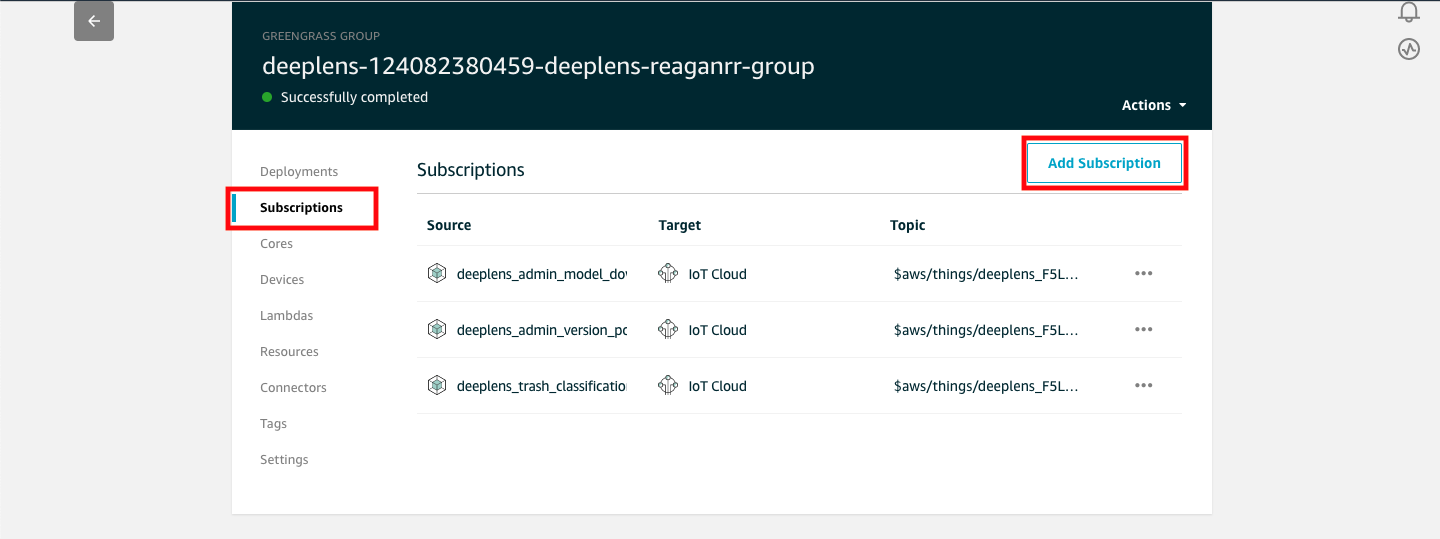 GREENGRASS GROUP
deeplens-124082380459-deeplens-reaganrr-group
Successfully completed
Actions
Deployments
Subscriptions
Cores
Devices
Lambdas
Resources
Connectors
Tags
Settings
Subscriptions
Add Subscription
Source Target Topic
deeplens_admin_model_dov IoT Cloud $aws/things/deeplens_F5L...
deeplens_admin_version_pc IoT Cloud $aws/things/deeplens_F5L...
deeplens_trash_classificatio IoT Cloud $aws/things/deeplens_F5L...